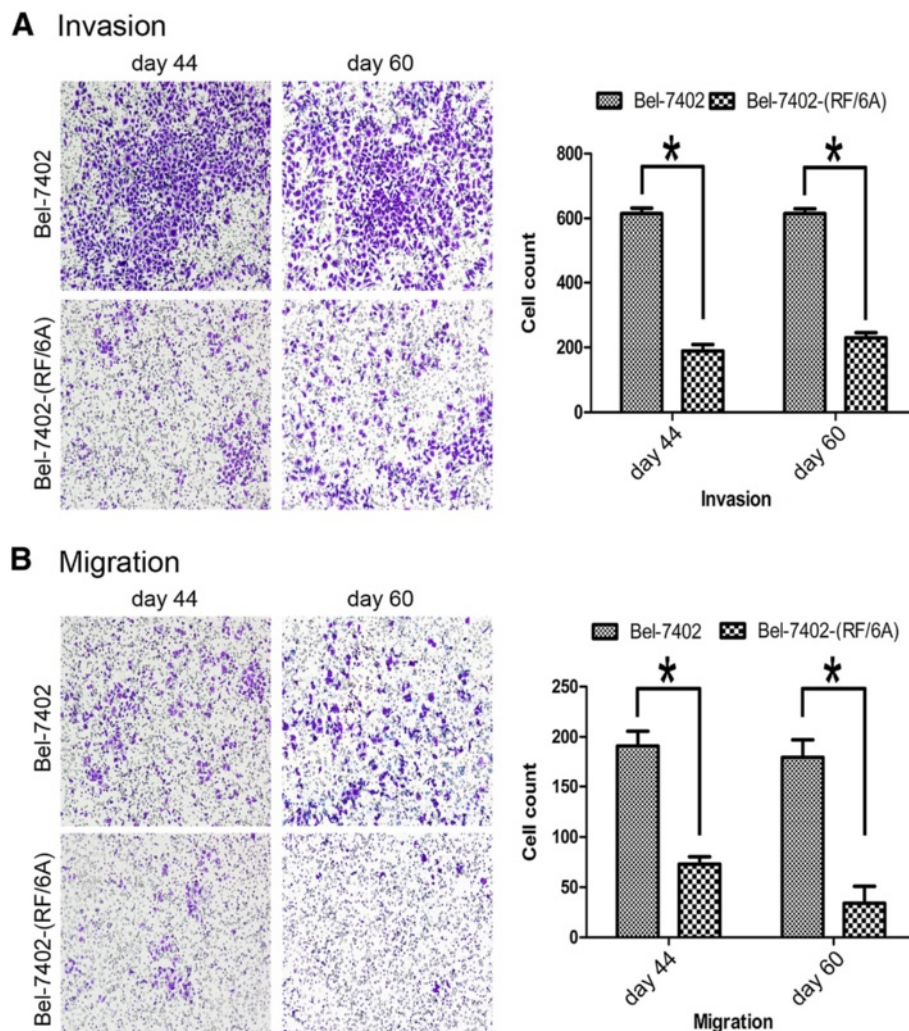 A Invasion
day 44 day 60
Bel-7402
Bel-7402-(RF/6A)
Bel-7402 Bel-7402-(RF/6A)
* *
800
600
400
200
0
Cell count
day 44 day 60
Invasion
B Migration
day 44 day 60
Bel-7402
Bel-7402-(RF/6A)
Bel-7402 Bel-7402-(RF/6A)
* *
250
200
150
100
50
0
Cell count
day 44 day 60
Migration